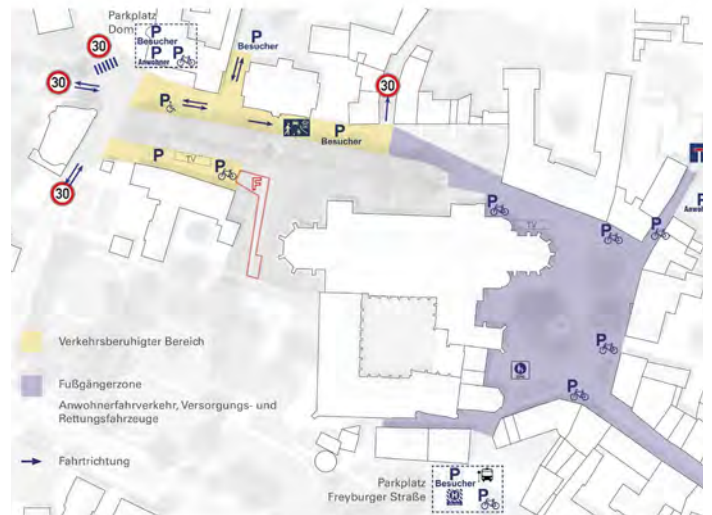 Parkplatz
Dom
P
Besucher
P
Anwohner
P
30
30
30
30
P
Besucher
P
P
Besucher
P
TV
P
P
TV
P
P
P
Anwohner
P
P
Verkehrsberuhigter Bereich
Fußgängerzone
Anwohnerfahrverkehr, Versorgungs- und
Rettungsfahrzeuge
Fahrtrichtung
Parkplatz
Freyburger Straße
P
Besucher
P